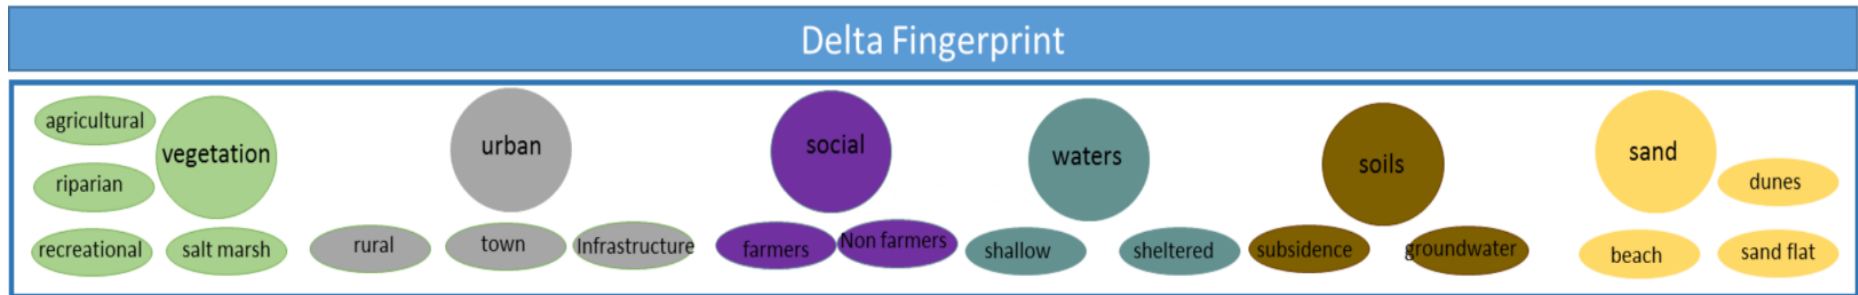 Delta Fingerprint
agricultural
vegetation
riparian
recreational
salt marsh
urban
rural
town
Infrastructure
social
farmers
Non farmers
waters
shallow
sheltered
soils
subsidence
groundwater
sand
dunes
beach
sand flat